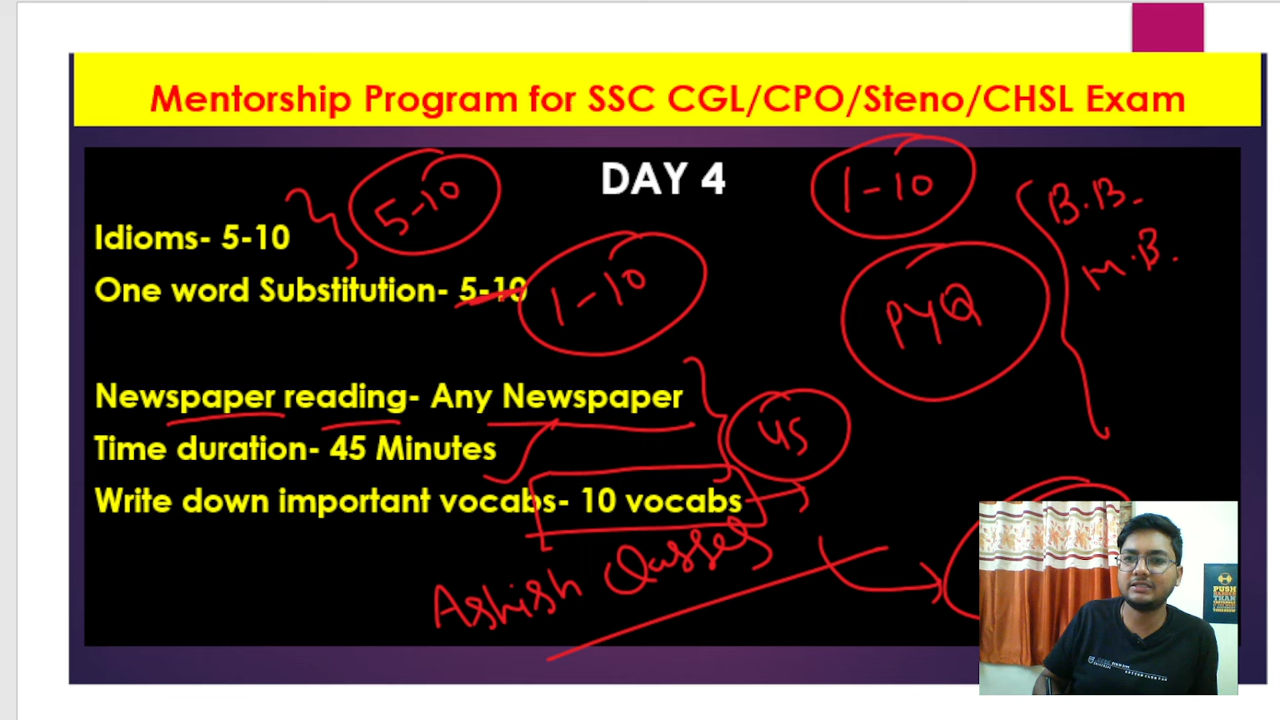 Mentorship Program for SSC CGL/CPO/Steno/CHSL Exam
DAY 4
1-10
B.B.
M.B.
5-10
Idioms- 5-10
One word Substitution- 5-10
1-10
PYQ
Newspaper reading- Any Newspaper
45
Time duration- 45 Minutes
Write down important vocabs- 10 vocabs
Ashish Classes
PUSH
THAN